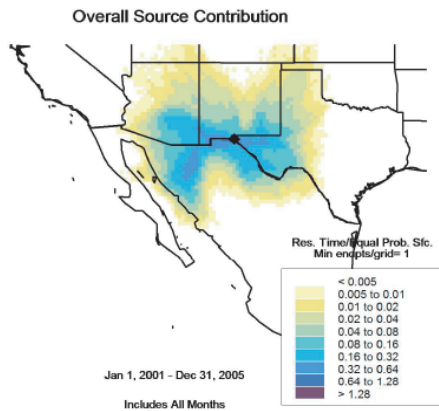 Overall Source Contribution
Res. Time/Equal Prob. Sfc.
Min endpts/grid= 1
< 0.005
0.005 to 0.01
0.01 to 0.02
0.02 to 0.04
0.04 to 0.08
0.08 to 0.16
0.16 to 0.32
0.32 to 0.64
0.64 to 1.28
> 1.28
Jan 1, 2001 - Dec 31, 2005
Includes All Months